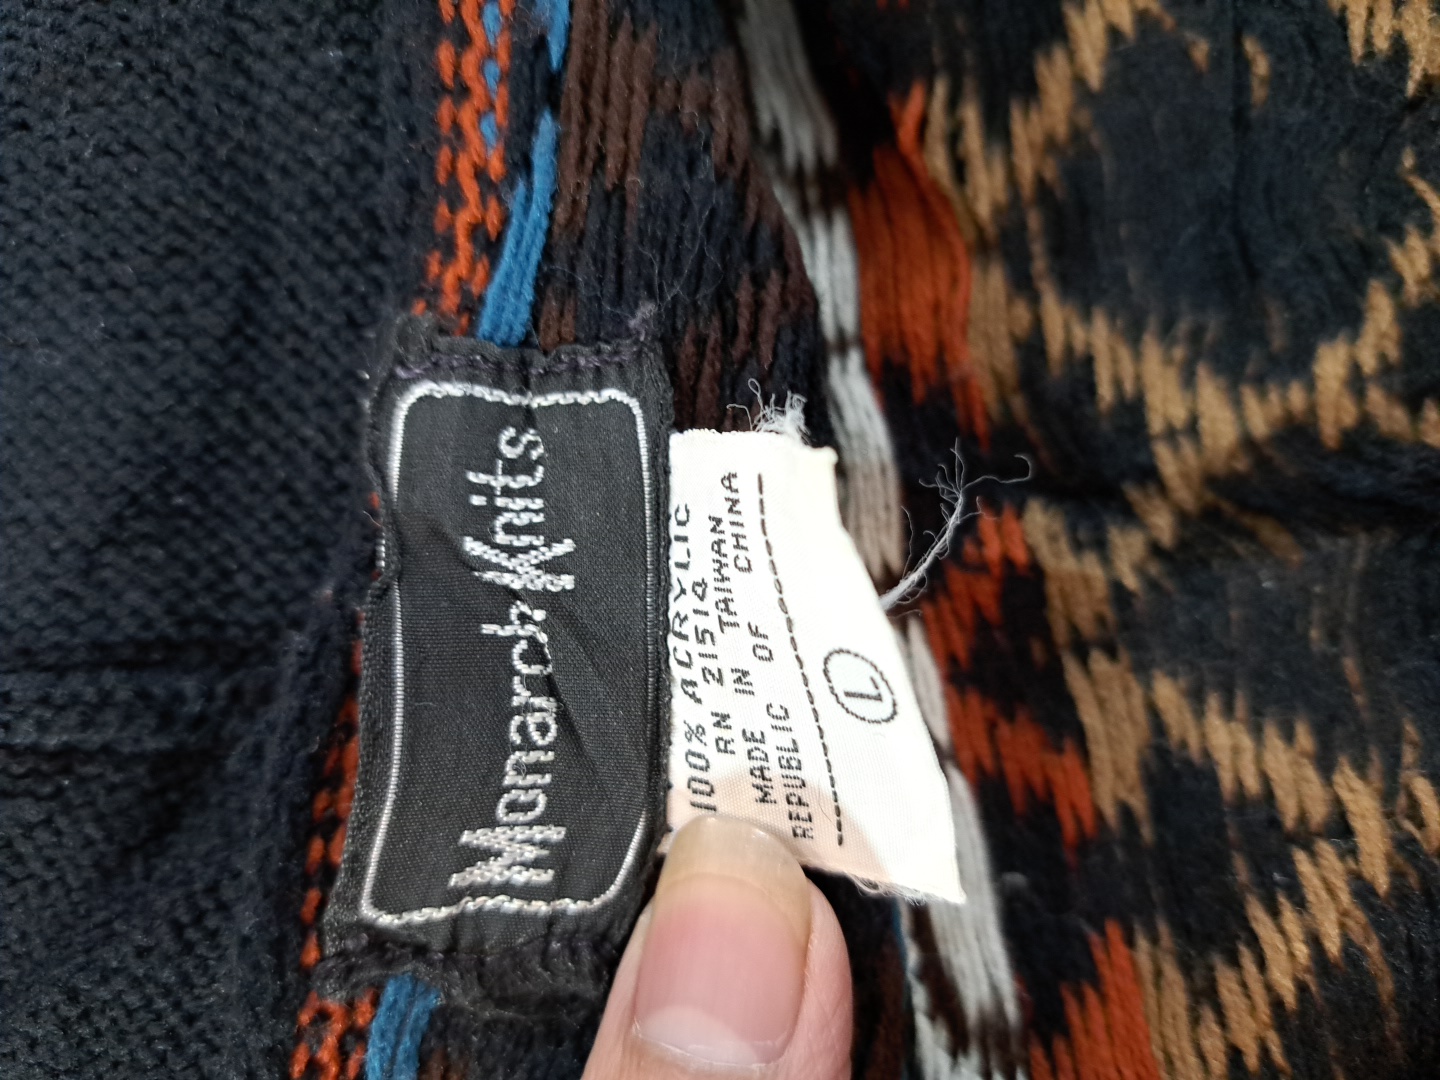 Monarch Knits
100% ACRYLIC
RN 21514
MADE IN TAIWAN
REPUBLIC OF CHINA
L